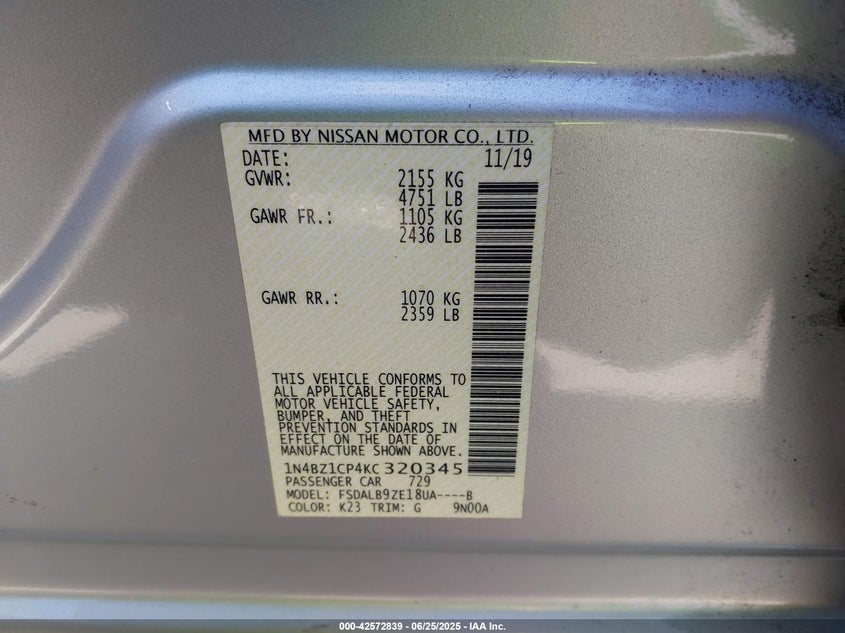 MFD BY NISSAN MOTOR CO., LTD.
DATE: 11/19
GVWR: 2155 KG
4751 LB
GAWR FR.: 1105 KG
2436 LB
GAWR RR.: 1070 KG
2359 LB
THIS VEHICLE CONFORMS TO
ALL APPLICABLE FEDERAL
MOTOR VEHICLE SAFETY,
BUMPER, AND THEFT
PREVENTION STANDARDS IN
EFFECT ON THE DATE OF
MANUFACTURE SHOWN ABOVE.
1N4BZ1CP4KC 320345
PASSENGER CAR 729
MODEL: FSDALB9ZE18UA----B
COLOR: K23 TRIM: G 9N00A
000-42572839 - 06/25/2025 - IAA Inc.